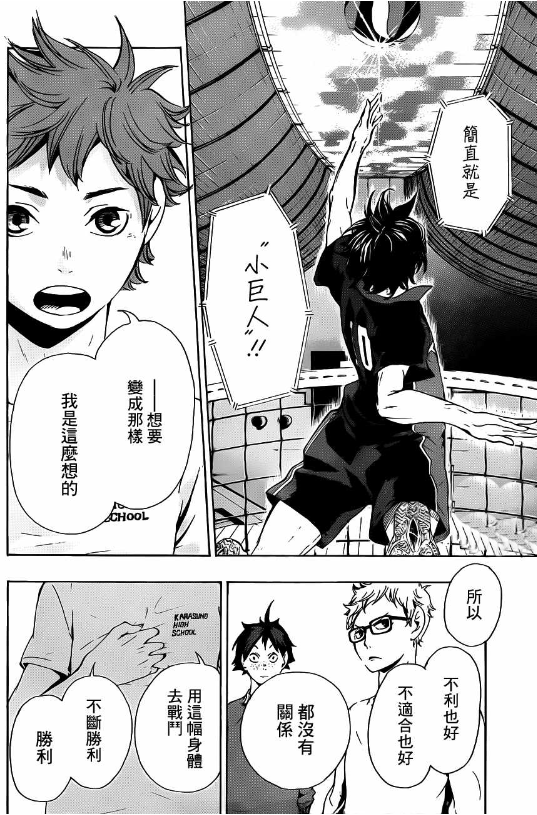 簡直就是
“小巨人”!!
——想要
變成那樣
我是這麼想的
HIGH
SCHOOL
所以
不利也好
不適合也好
都沒有
關係
KARASUNO
HIGH
SCHOOL
用這幅身體
去戰鬥
不斷勝利
勝利